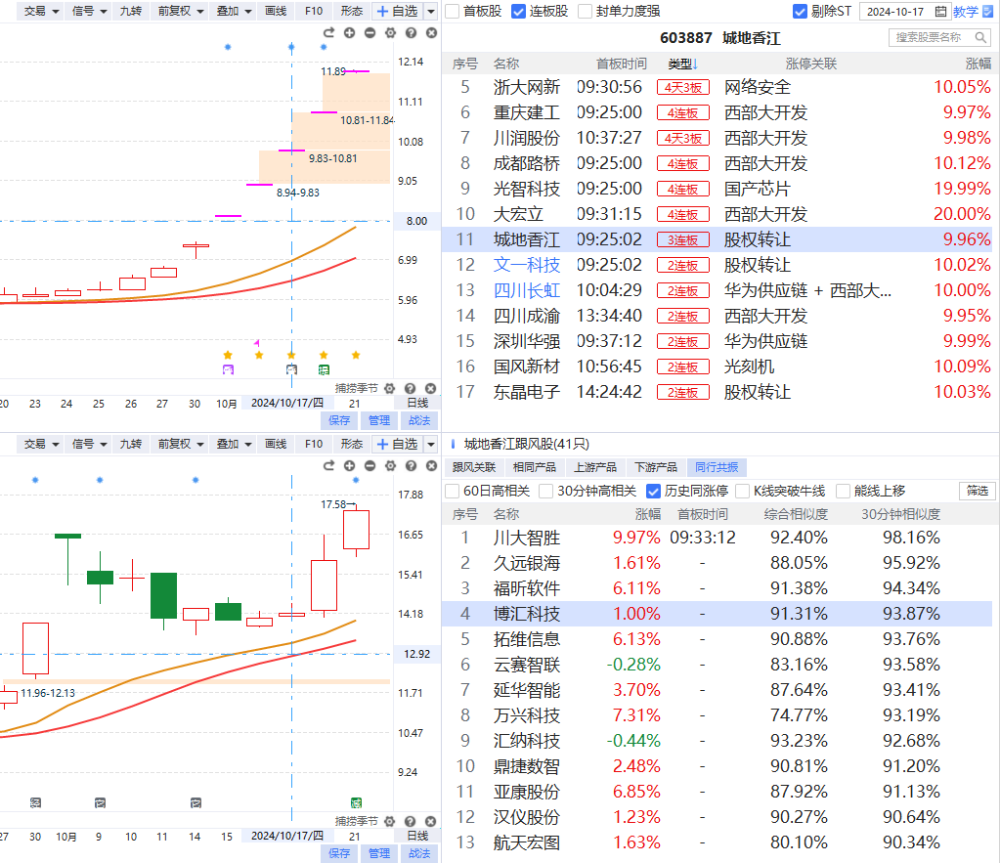 交易 信号 九转 前复权 叠加 画线 F10 形态 自选
12.14
11.89
11.11
10.81-11.84
10.08
9.83-10.81
9.05
8.94-9.83
8.00
6.99
5.96
4.93
捕捞季节
20 23 24 25 26 27 30 10月 2024/10/17/四 21 日线
保存 管理 战法
首板股 连板股 封单力度强 剔除ST 2024-10-17 教学
603887 城地香江 搜索股票名称
序号 名称 首板时间 类型↓ 涨停关联 涨幅
5 浙大网新 09:30:56 4天3板 网络安全 10.05%
6 重庆建工 09:25:00 4连板 西部大开发 9.97%
7 川润股份 10:37:27 4天3板 西部大开发 9.98%
8 成都路桥 09:25:00 4连板 西部大开发 10.12%
9 光智科技 09:25:00 4连板 国产芯片 19.99%
10 大宏立 09:31:15 4连板 西部大开发 20.00%
11 城地香江 09:25:02 3连板 股权转让 9.96%
12 文一科技 09:25:02 2连板 股权转让 10.02%
13 四川长虹 10:04:29 2连板 华为供应链 + 西部大... 10.00%
14 四川成渝 13:34:40 2连板 西部大开发 9.95%
15 深圳华强 09:37:12 2连板 华为供应链 9.99%
16 国风新材 10:56:45 2连板 光刻机 10.09%
17 东晶电子 14:24:42 2连板 股权转让 10.03%
交易 信号 九转 前复权 叠加 画线 F10 形态 自选
17.88
17.58
16.65
15.41
14.18
12.92
11.96-12.13
11.71
10.47
9.24
捕捞季节
27 30 10月 9 10 11 14 15 2024/10/17/四 21 日线
保存 管理 战法
城地香江跟风股(41只)
跟风关联 相同产品 上游产品 下游产品 同行共振
60日高相关 30分钟高相关 历史同涨停 K线突破牛线 熊线上移 筛选
序号 名称 涨幅 首板时间 综合相似度 30分钟相似度
1 川大智胜 9.97% 09:33:12 92.40% 98.16%
2 久远银海 1.61% - 88.05% 95.92%
3 福昕软件 6.11% - 91.38% 94.34%
4 博汇科技 1.00% - 91.31% 93.87%
5 拓维信息 6.13% - 90.88% 93.76%
6 云赛智联 -0.28% - 83.16% 93.58%
7 延华智能 3.70% - 87.64% 93.41%
8 万兴科技 7.31% - 74.77% 93.19%
9 汇纳科技 -0.44% - 93.23% 92.68%
10 鼎捷数智 2.48% - 90.81% 91.20%
11 亚康股份 6.85% - 87.92% 91.13%
12 汉仪股份 1.23% - 90.27% 90.64%
13 航天宏图 1.63% - 80.10% 90.34%